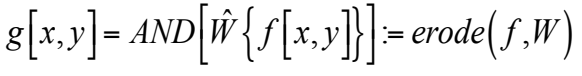 g[x,y] = AND[Ŵ{f[x,y]}] := erode(f,W)